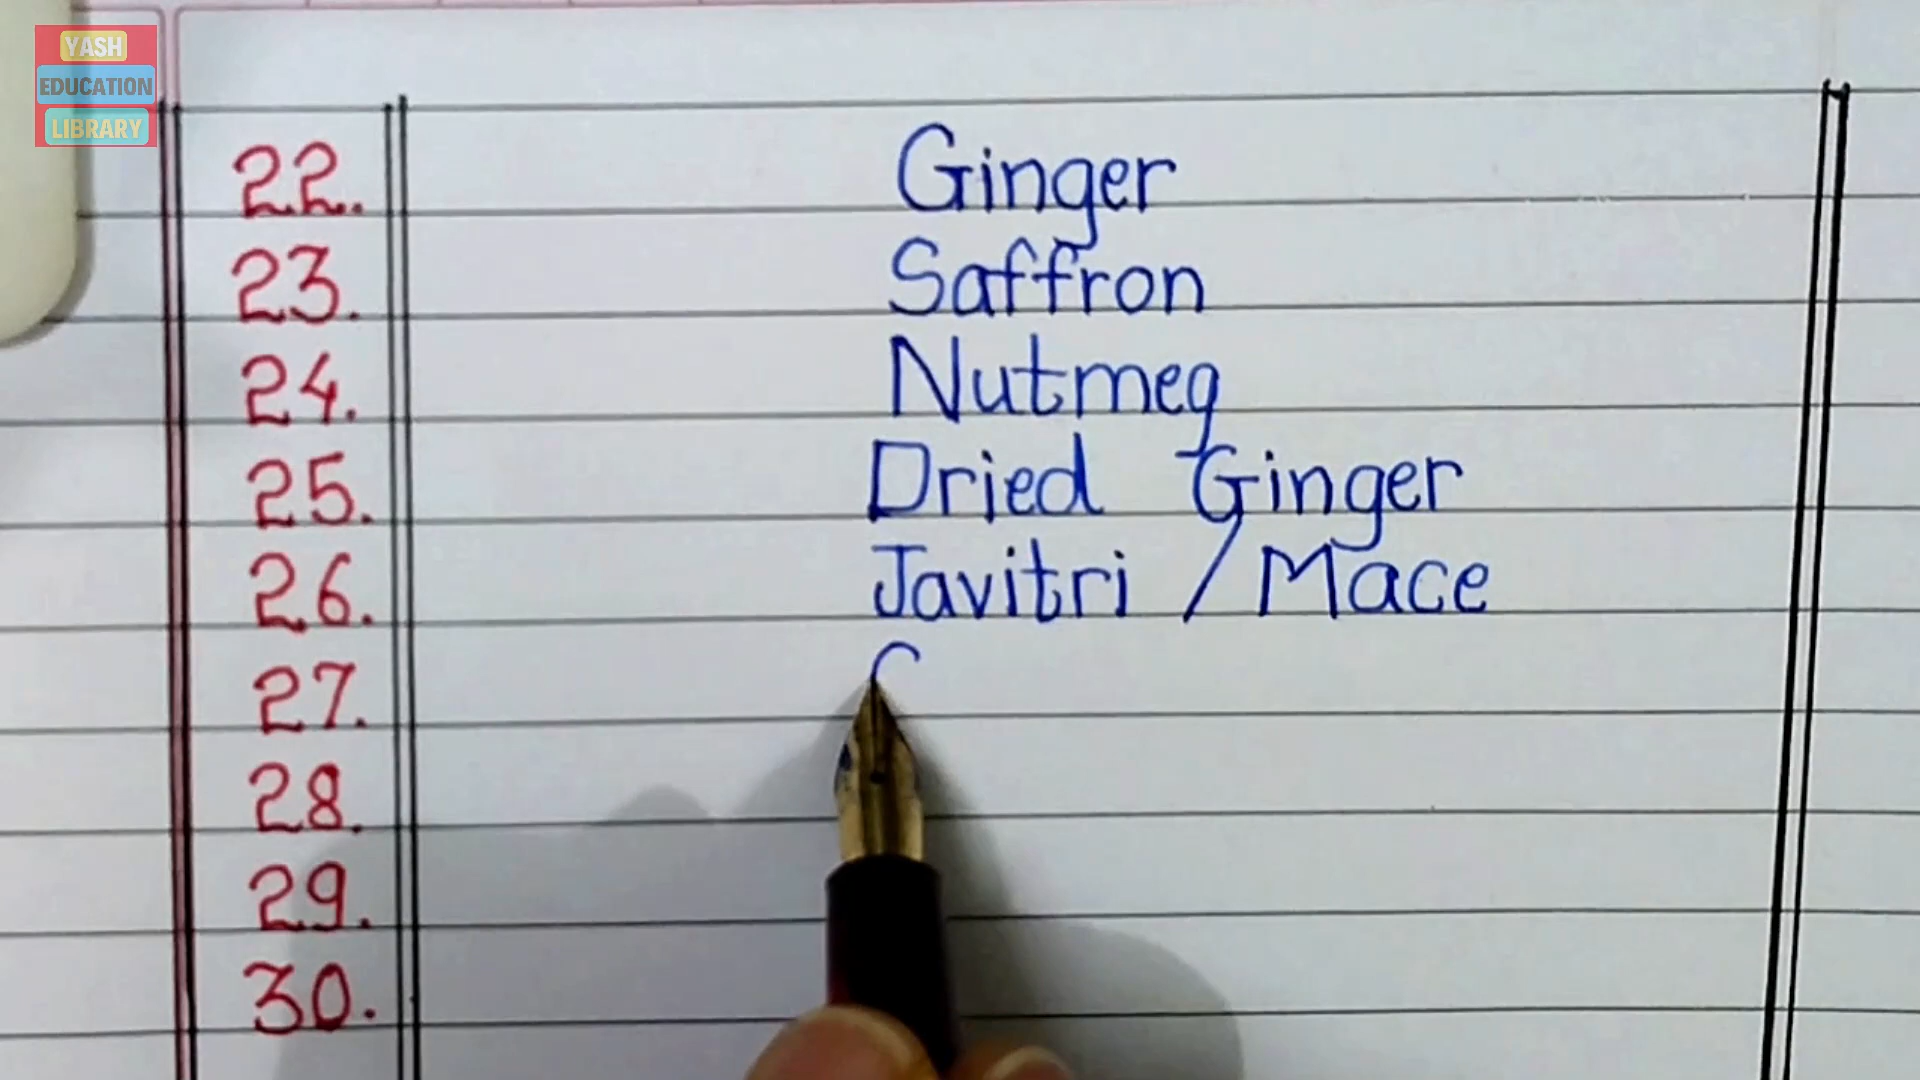 YASH
EDUCATION
LIBRARY
22. Ginger
23. Saffron
24. Nutmeg
25. Dried Ginger
26. Javitri / Mace
27.
28.
29.
30.